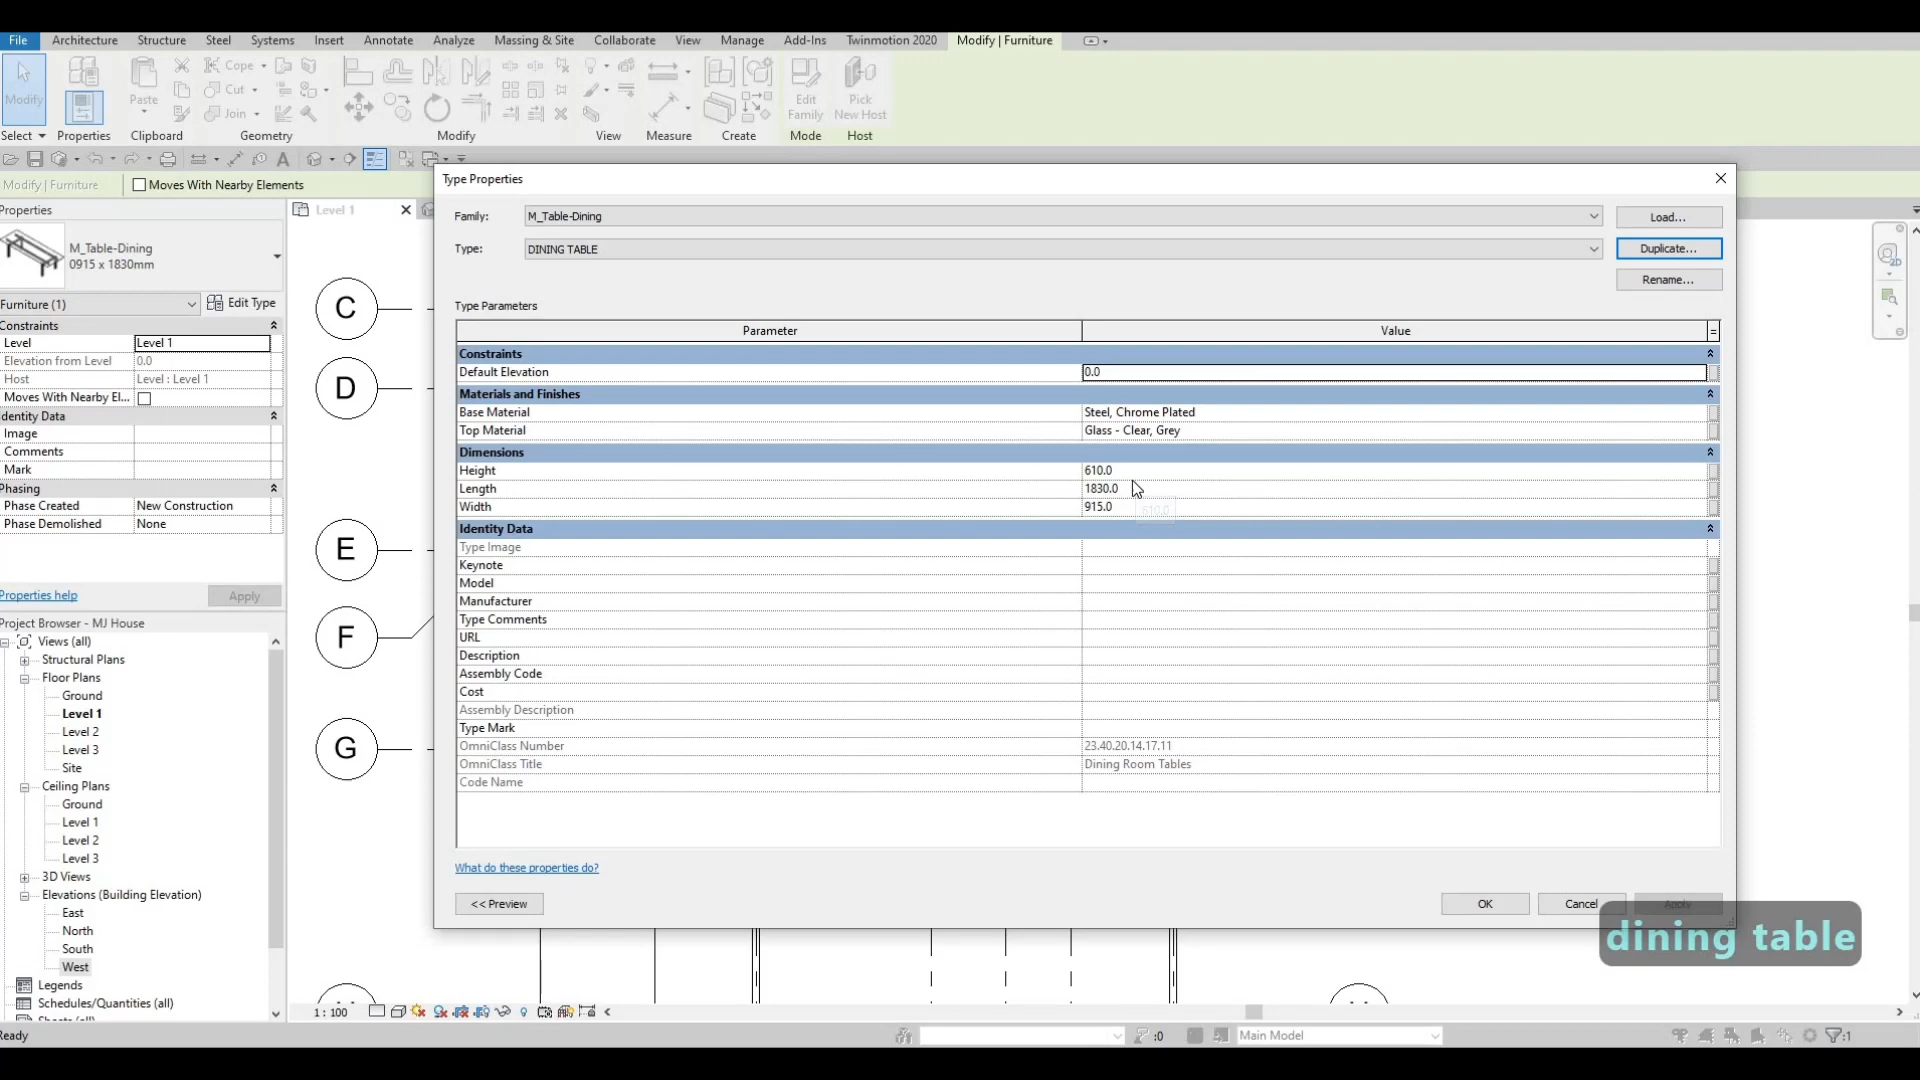 File Architecture Structure Steel Systems Insert Annotate Analyze Massing & Site Collaborate View Manage Add-Ins Twinmotion 2020 Modify | Furniture
Modify
Paste
Cope
Cut
Join
Edit Family
Pick New Host
Select Properties Clipboard Geometry Modify View Measure Create Mode Host
Modify | Furniture Moves With Nearby Elements
Properties
M_Table-Dining
0915 x 1830mm
Furniture (1) Edit Type
Constraints
Level Level 1
Elevation from Level 0.0
Host Level : Level 1
Moves With Nearby El...
Identity Data
Image
Comments
Mark
Phasing
Phase Created New Construction
Phase Demolished None
Properties help Apply
Project Browser - MJ House
Views (all)
Structural Plans
Floor Plans
Ground
Level 1
Level 2
Level 3
Site
Ceiling Plans
Ground
Level 1
Level 2
Level 3
3D Views
Elevations (Building Elevation)
East
North
South
West
Legends
Schedules/Quantities (all)
Ready
Level 1
C
D
E
F
G
Type Properties
Family: M_Table-Dining Load...
Type: DINING TABLE Duplicate...
Rename...
Type Parameters
Parameter Value =
Constraints
Default Elevation 0.0
Materials and Finishes
Base Material Steel, Chrome Plated
Top Material Glass - Clear, Grey
Dimensions
Height 610.0
Length 1830.0
Width 915.0
610.0
Identity Data
Type Image
Keynote
Model
Manufacturer
Type Comments
URL
Description
Assembly Code
Cost
Assembly Description
Type Mark
OmniClass Number 23.40.20.14.17.11
OmniClass Title Dining Room Tables
Code Name
What do these properties do?
<< Preview OK Cancel Apply
dining table
1 : 100
:0 Main Model :1